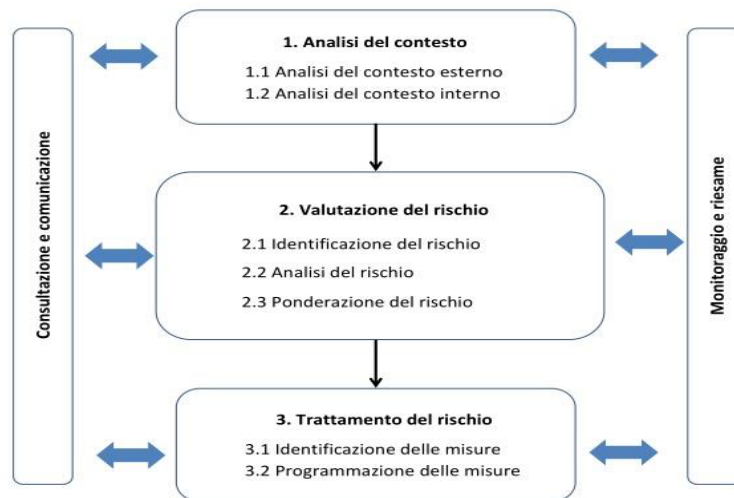 Consultazione e comunicazione
1. Analisi del contesto
1.1 Analisi del contesto esterno
1.2 Analisi del contesto interno
2. Valutazione del rischio
2.1 Identificazione del rischio
2.2 Analisi del rischio
2.3 Ponderazione del rischio
3. Trattamento del rischio
3.1 Identificazione delle misure
3.2 Programmazione delle misure
Monitoraggio e riesame